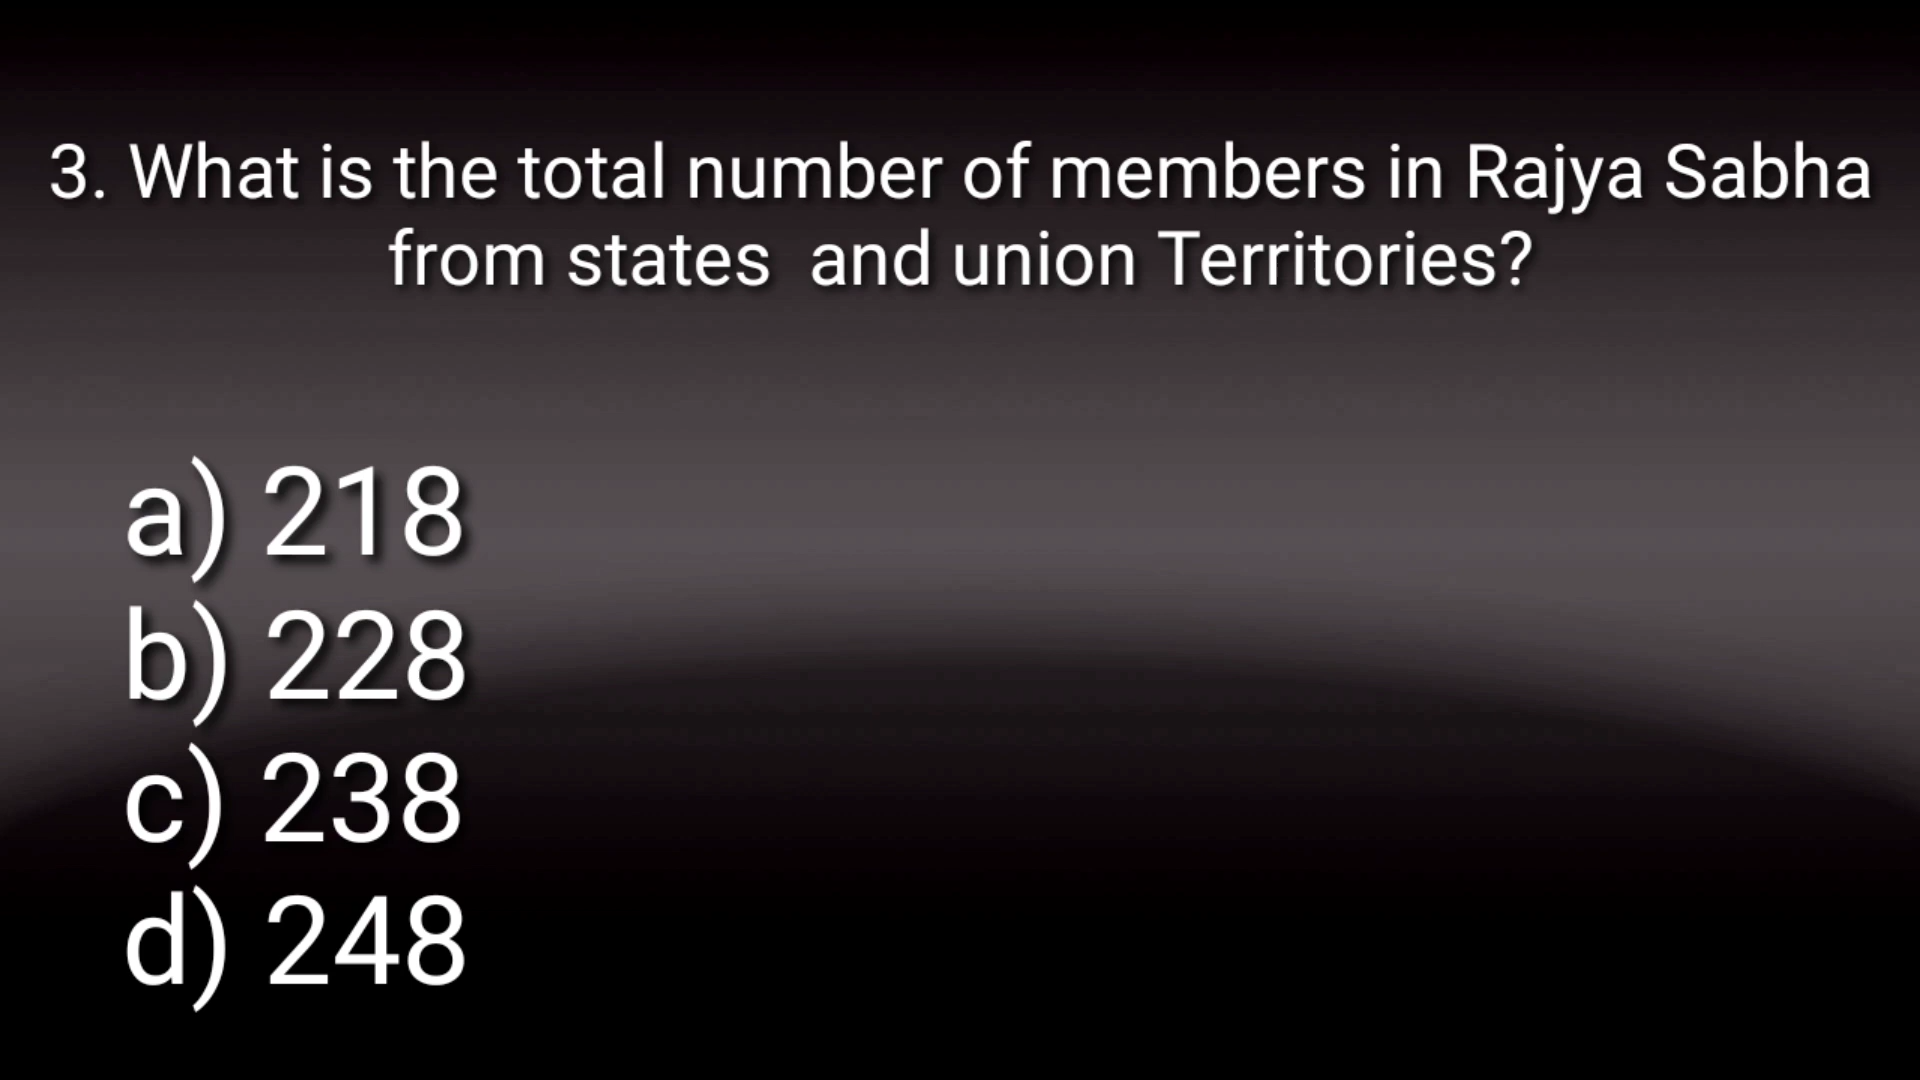 3. What is the total number of members in Rajya Sabha
from states  and union Territories?
a) 218
b) 228
c) 238
d) 248